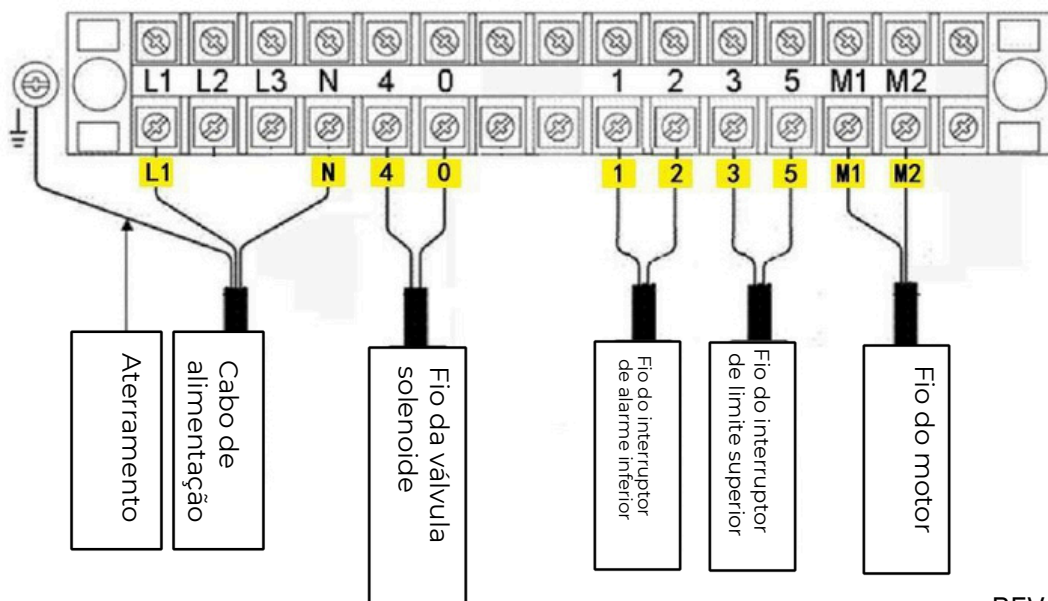 L1 L2 L3 N 4 0 1 2 3 5 M1 M2
L1 N 4 0 1 2 3 5 M1 M2
Aterramento
Cabo de
alimentação
Fio da válvula
solenoide
Fio do interruptor
de alarme inferior
Fio do interruptor
de limite superior
Fio do motor